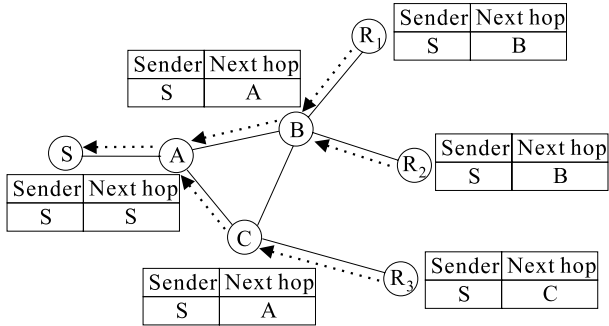 R1
Sender Next hop
S B
Sender Next hop
S A
B
S
A
R2
Sender Next hop
S B
Sender Next hop
S S
C
R3
Sender Next hop
S C
Sender Next hop
S A